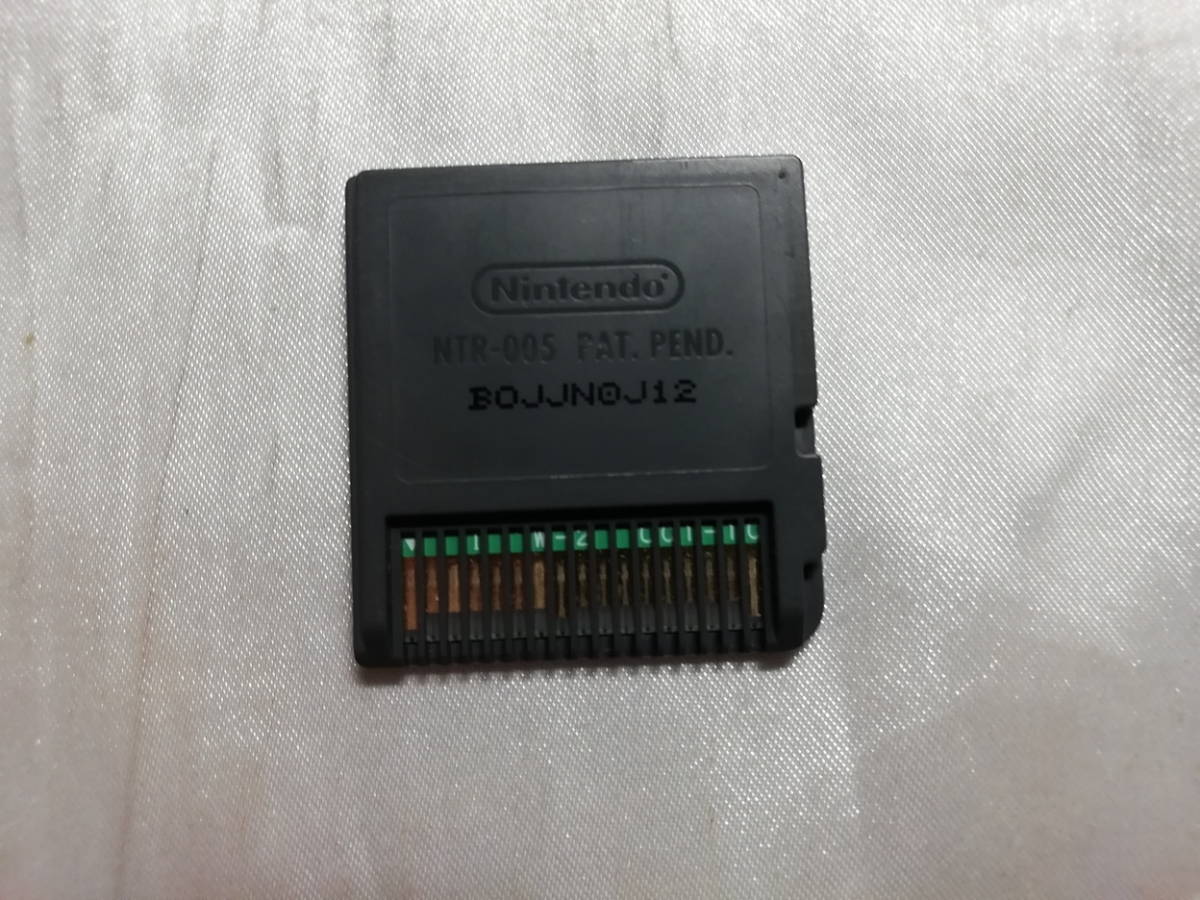 Nintendo
NTR-005 PAT. PEND.
BOJJN0J12